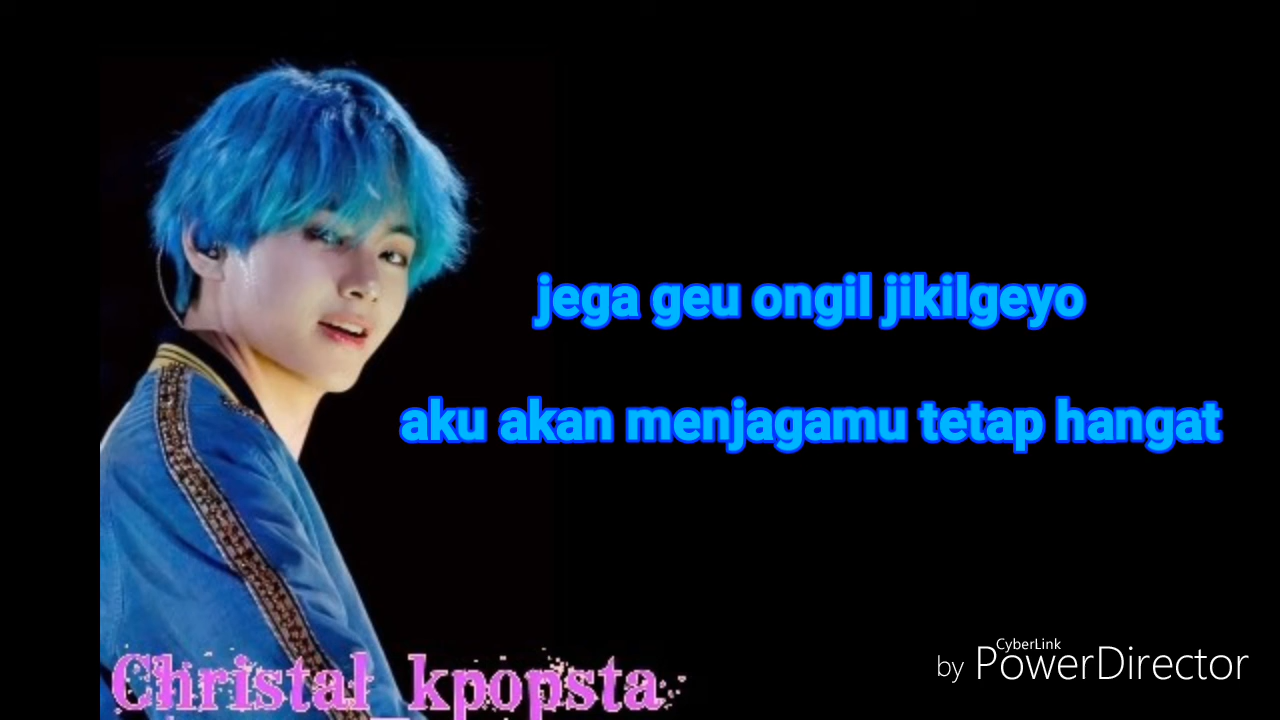 jega geu ongil jikilgeyo
aku akan menjagamu tetap hangat
Christal_kpopsta
CyberLink
by PowerDirector